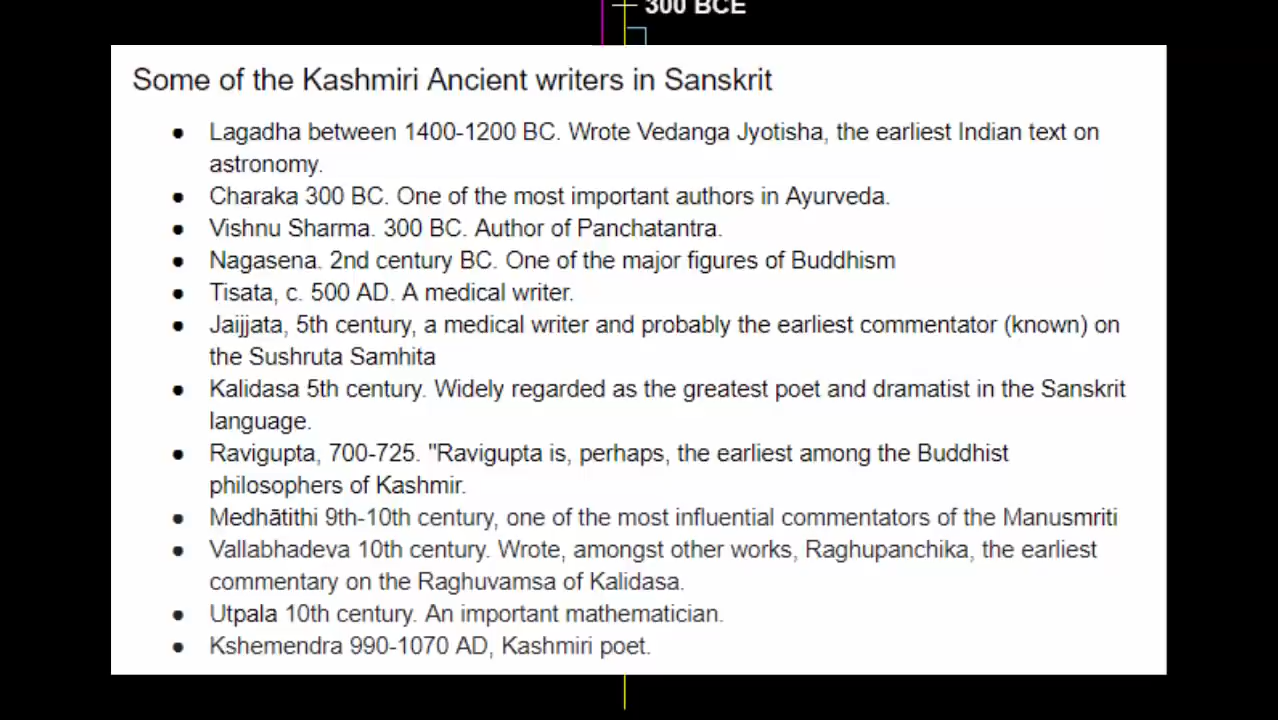 300 BCE
Some of the Kashmiri Ancient writers in Sanskrit
● Lagadha between 1400-1200 BC. Wrote Vedanga Jyotisha, the earliest Indian text on
astronomy.
● Charaka 300 BC. One of the most important authors in Ayurveda.
● Vishnu Sharma. 300 BC. Author of Panchatantra.
● Nagasena. 2nd century BC. One of the major figures of Buddhism
● Tisata, c. 500 AD. A medical writer.
● Jaijjata, 5th century, a medical writer and probably the earliest commentator (known) on
the Sushruta Samhita
● Kalidasa 5th century. Widely regarded as the greatest poet and dramatist in the Sanskrit
language.
● Ravigupta, 700-725. "Ravigupta is, perhaps, the earliest among the Buddhist
philosophers of Kashmir.
● Medhātithi 9th-10th century, one of the most influential commentators of the Manusmriti
● Vallabhadeva 10th century. Wrote, amongst other works, Raghupanchika, the earliest
commentary on the Raghuvamsa of Kalidasa.
● Utpala 10th century. An important mathematician.
● Kshemendra 990-1070 AD, Kashmiri poet.